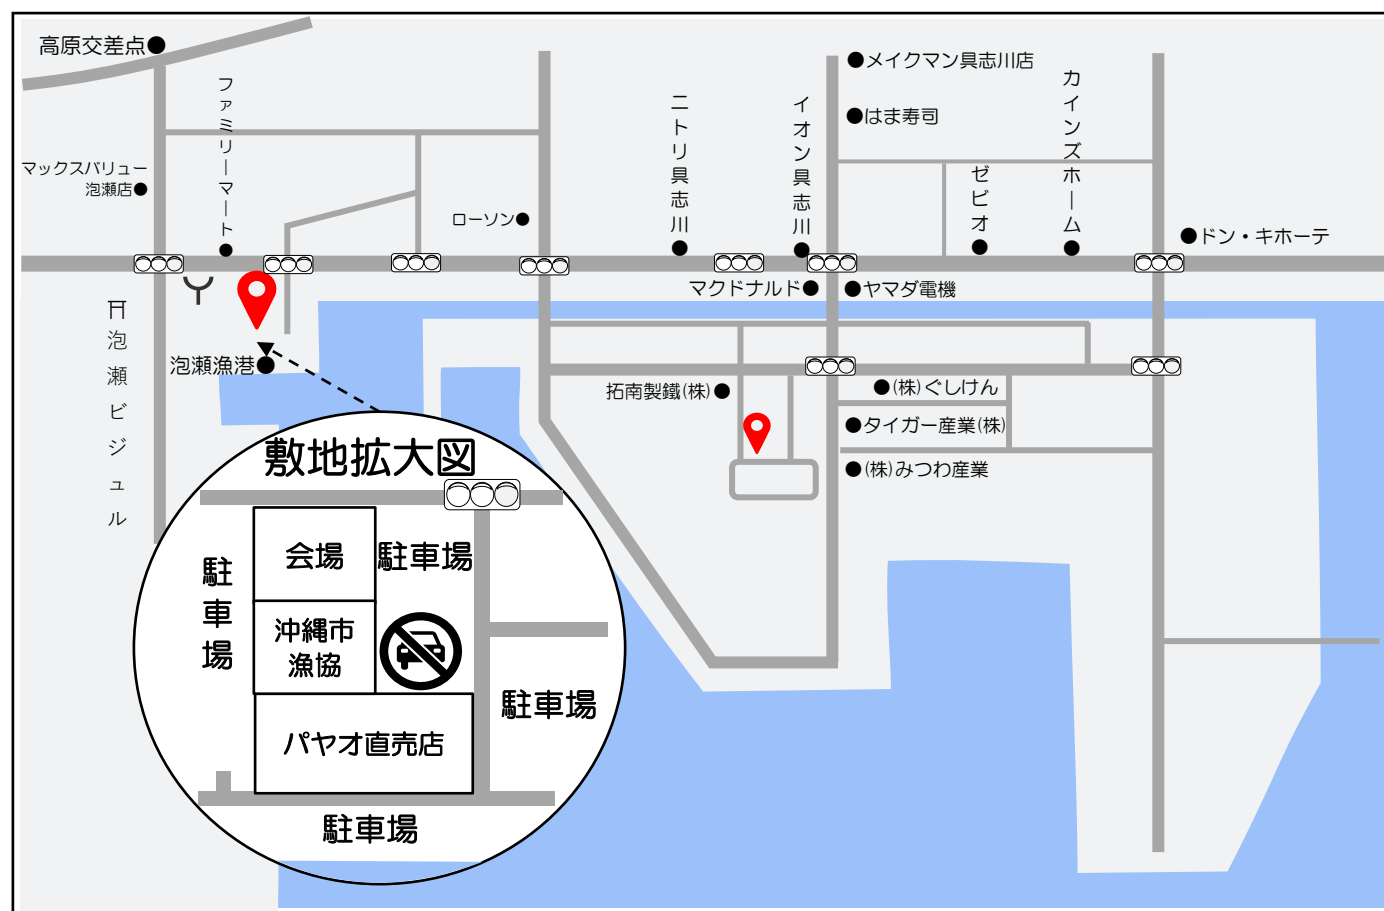 高原交差点
ファミリーマート
マックスバリュー
泡瀬店
ローソン
ニトリ具志川
イオン具志川
メイクマン具志川店
はま寿司
ゼビオ
カインズホーム
ドン・キホーテ
マクドナルド
ヤマダ電機
泡瀬ビジュル
泡瀬漁港
拓南製鐵(株)
(株)ぐしけん
タイガー産業(株)
(株)みつわ産業
敷地拡大図
会場
駐車場
駐車場
沖縄市
漁協
駐車場
パヤオ直売店
駐車場